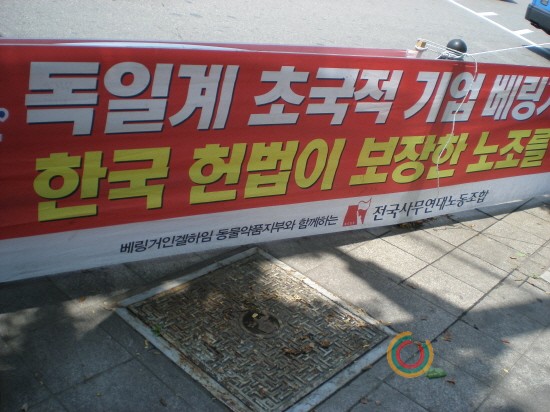 독일계 초국적 기업 베링
한국 헌법이 보장한 노조를
베링거인겔하임 동물약품지부와 함께하는 전국사무연대노동조합